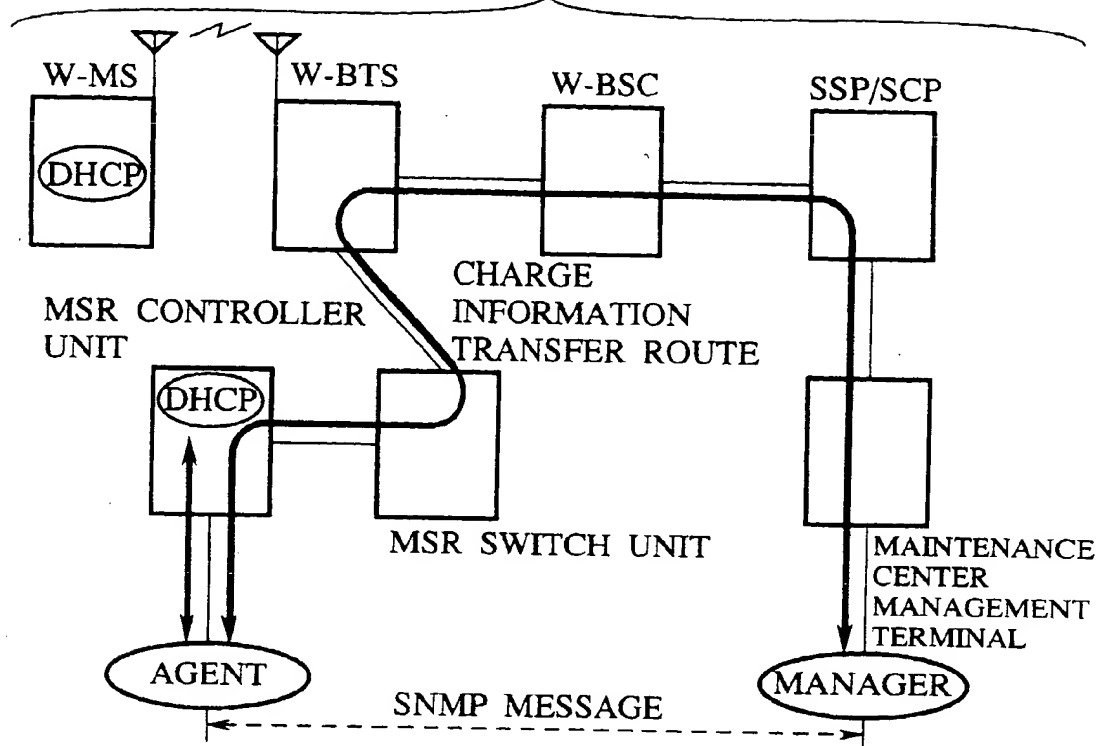 W-MS
W-BTS
W-BSC
SSP/SCP
DHCP
CHARGE
INFORMATION
TRANSFER ROUTE
MSR CONTROLLER
UNIT
DHCP
MSR SWITCH UNIT
MAINTENANCE
CENTER
MANAGEMENT
TERMINAL
AGENT
MANAGER
SNMP MESSAGE